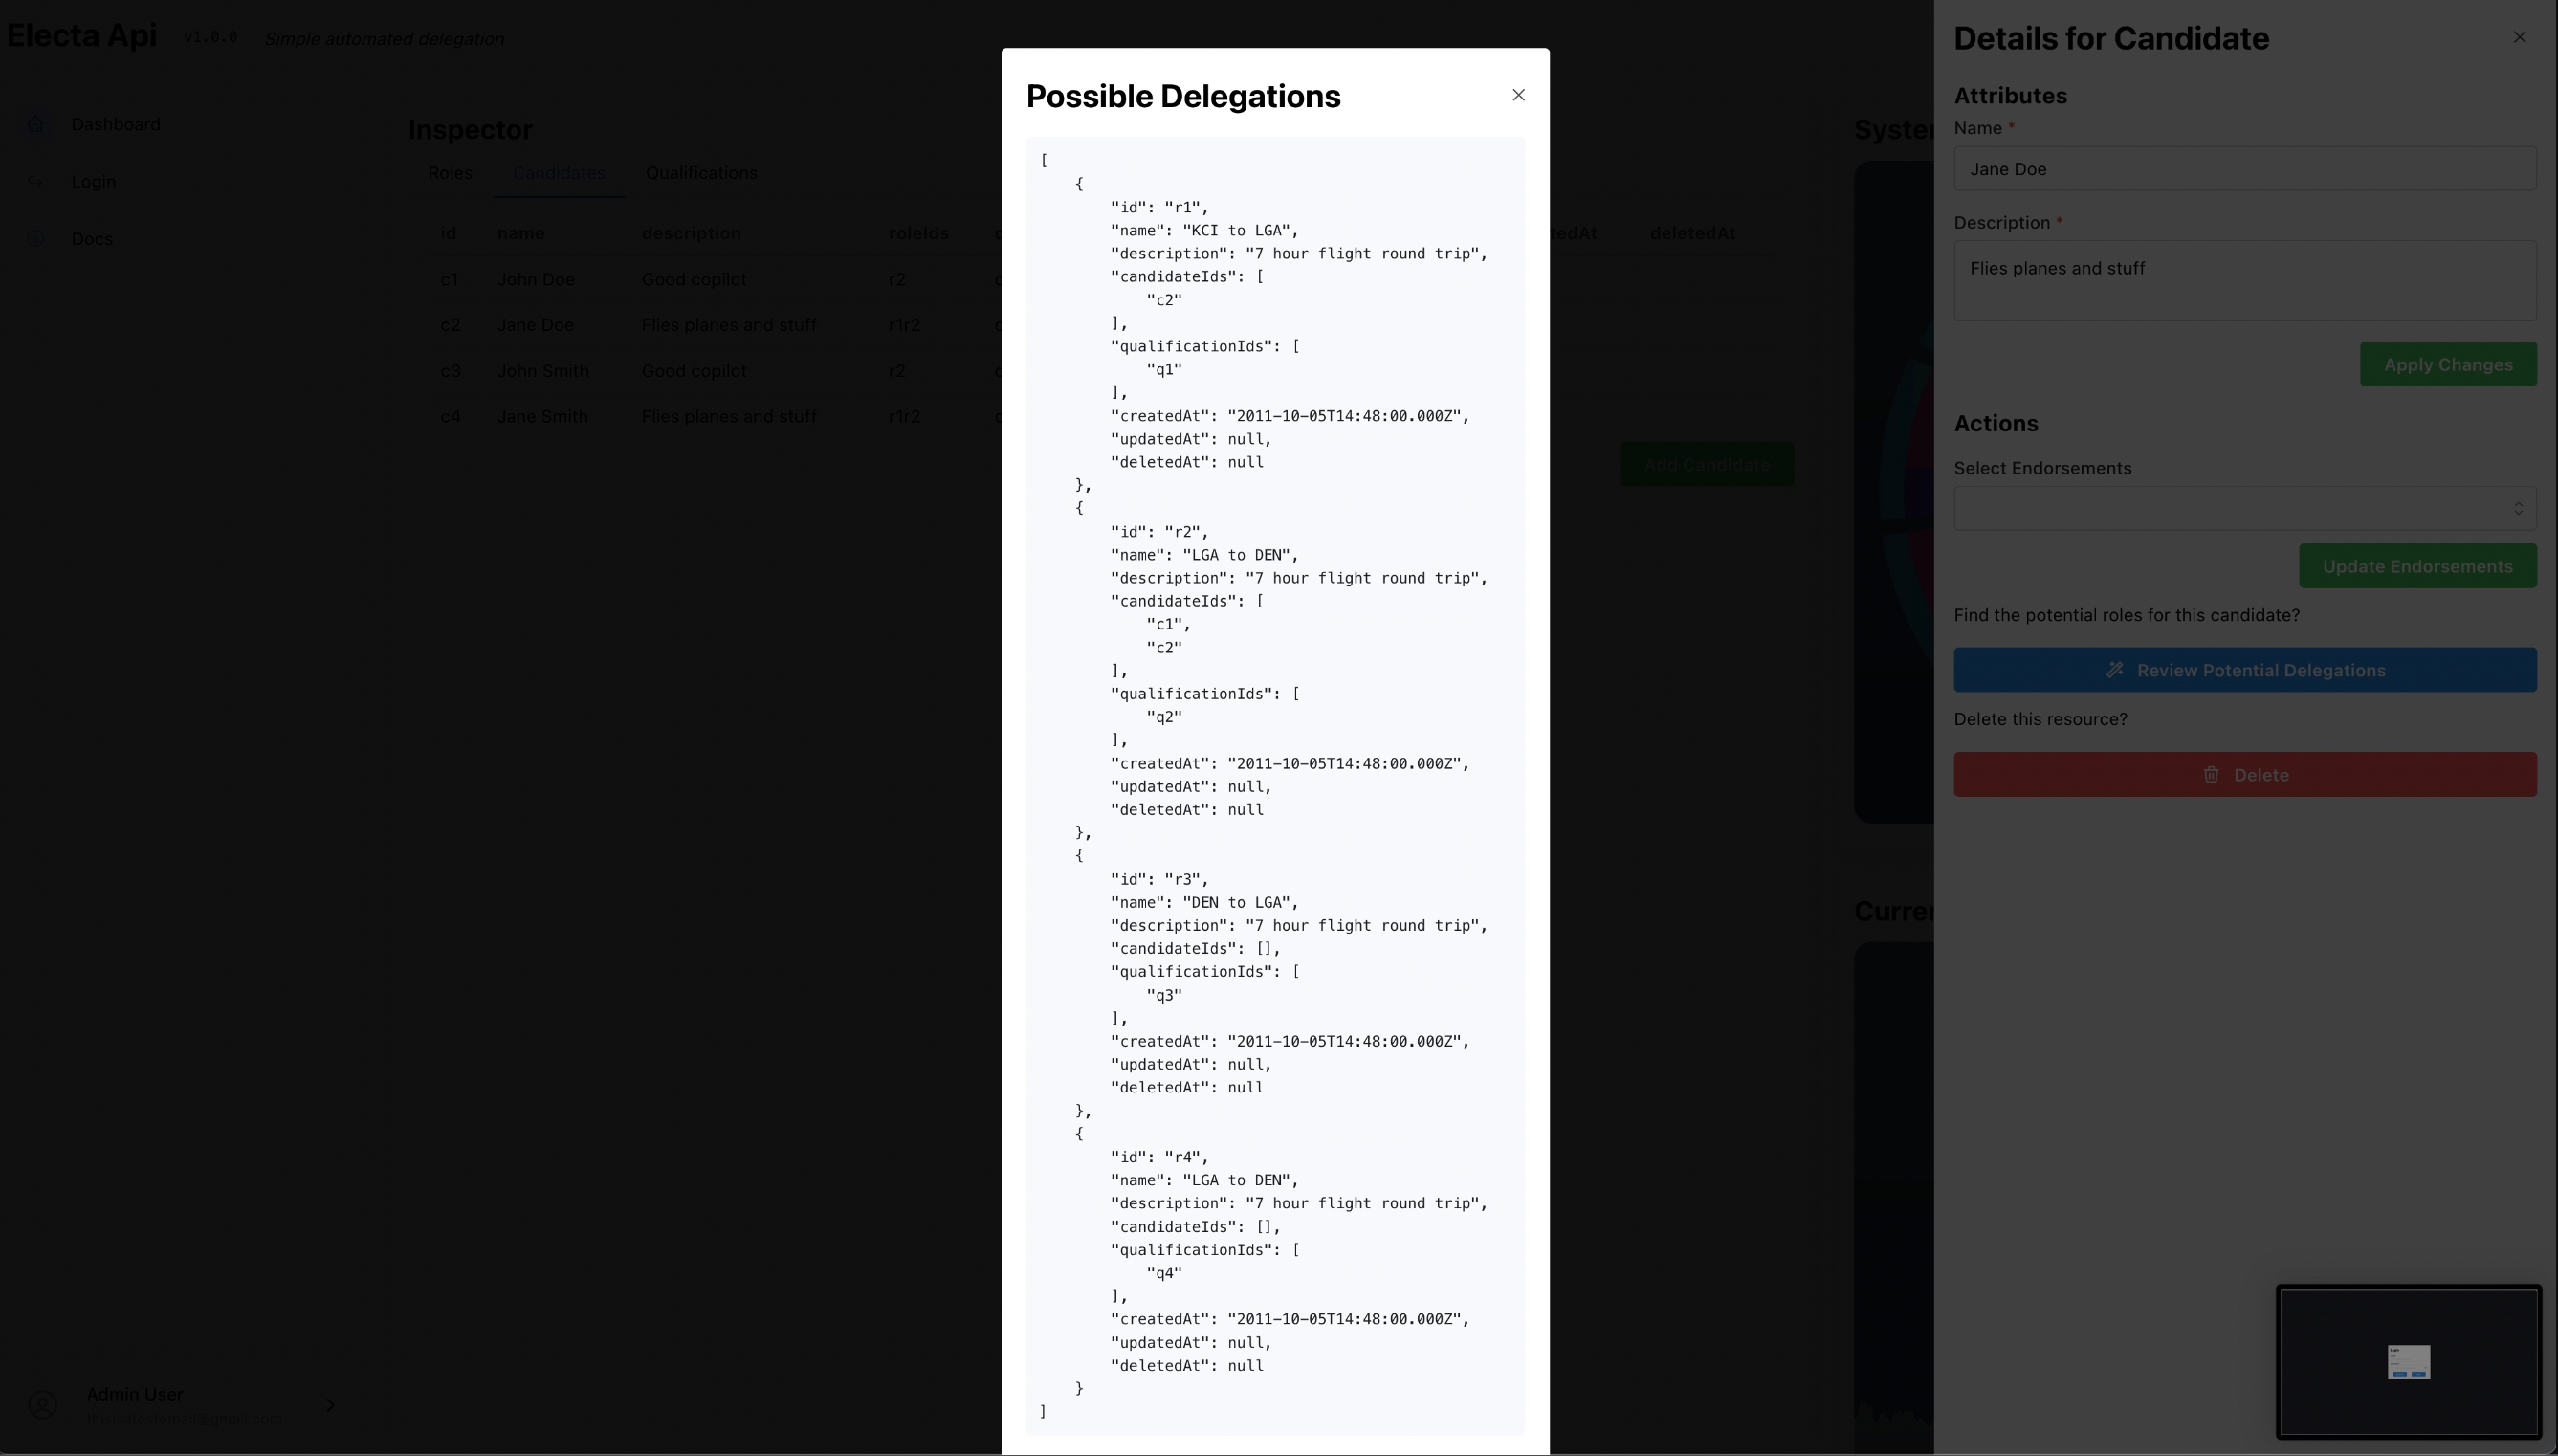 Electa Api v1.0.0 Simple automated delegation
Dashboard
Login
Docs
Inspector
Roles Candidates Qualifications
id name description roleIds deletedAt
c1 John Doe Good copilot r2
c2 Jane Doe Flies planes and stuff r1r2
c3 John Smith Good copilot r2
c4 Jane Smith Flies planes and stuff r1r2
Add Candidate
Admin User
Possible Delegations
[
{
"id": "r1",
"name": "KCI to LGA",
"description": "7 hour flight round trip",
"candidateIds": [
"c2"
],
"qualificationIds": [
"q1"
],
"createdAt": "2011-10-05T14:48:00.000Z",
"updatedAt": null,
"deletedAt": null
},
{
"id": "r2",
"name": "LGA to DEN",
"description": "7 hour flight round trip",
"candidateIds": [
"c1",
"c2"
],
"qualificationIds": [
"q2"
],
"createdAt": "2011-10-05T14:48:00.000Z",
"updatedAt": null,
"deletedAt": null
},
{
"id": "r3",
"name": "DEN to LGA",
"description": "7 hour flight round trip",
"candidateIds": [],
"qualificationIds": [
"q3"
],
"createdAt": "2011-10-05T14:48:00.000Z",
"updatedAt": null,
"deletedAt": null
},
{
"id": "r4",
"name": "LGA to DEN",
"description": "7 hour flight round trip",
"candidateIds": [],
"qualificationIds": [
"q4"
],
"createdAt": "2011-10-05T14:48:00.000Z",
"updatedAt": null,
"deletedAt": null
}
]
Details for Candidate
Attributes
Name *
Jane Doe
Description *
Flies planes and stuff
Apply Changes
Actions
Select Endorsements
Update Endorsements
Find the potential roles for this candidate?
Review Potential Delegations
Delete this resource?
Delete